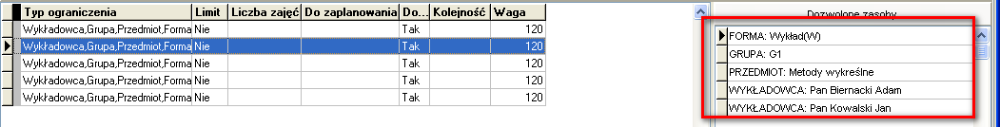 Typ ograniczenia Limit Liczba zajęć Do zaplanowania Do... Kolejność Waga
Wykładowca,Grupa,Przedmiot,Forma Nie Tak 120
Wykładowca,Grupa,Przedmiot,Forma Nie Tak 120
Wykładowca,Grupa,Przedmiot,Forma Nie Tak 120
Wykładowca,Grupa,Przedmiot,Forma Nie Tak 120
Wykładowca,Grupa,Przedmiot,Forma Nie Tak 120
Dozwolone zasoby
FORMA: Wykład(W)
GRUPA: G1
PRZEDMIOT: Metody wykreślne
WYKŁADOWCA: Pan Biernacki Adam
WYKŁADOWCA: Pan Kowalski Jan